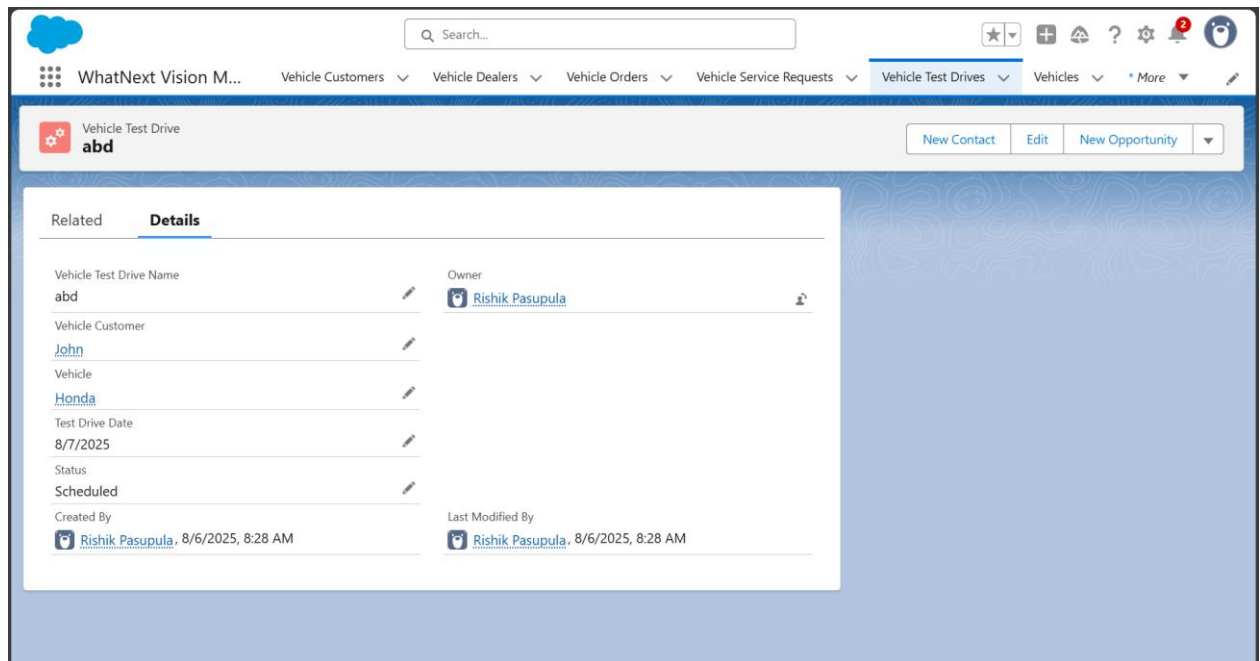 Search...
2
WhatNext Vision M... Vehicle Customers Vehicle Dealers Vehicle Orders Vehicle Service Requests Vehicle Test Drives Vehicles * More
Vehicle Test Drive
abd
New Contact Edit New Opportunity
Related Details
Vehicle Test Drive Name
abd
Owner
Rishik Pasupula
Vehicle Customer
John
Vehicle
Honda
Test Drive Date
8/7/2025
Status
Scheduled
Created By
Rishik Pasupula, 8/6/2025, 8:28 AM
Last Modified By
Rishik Pasupula, 8/6/2025, 8:28 AM